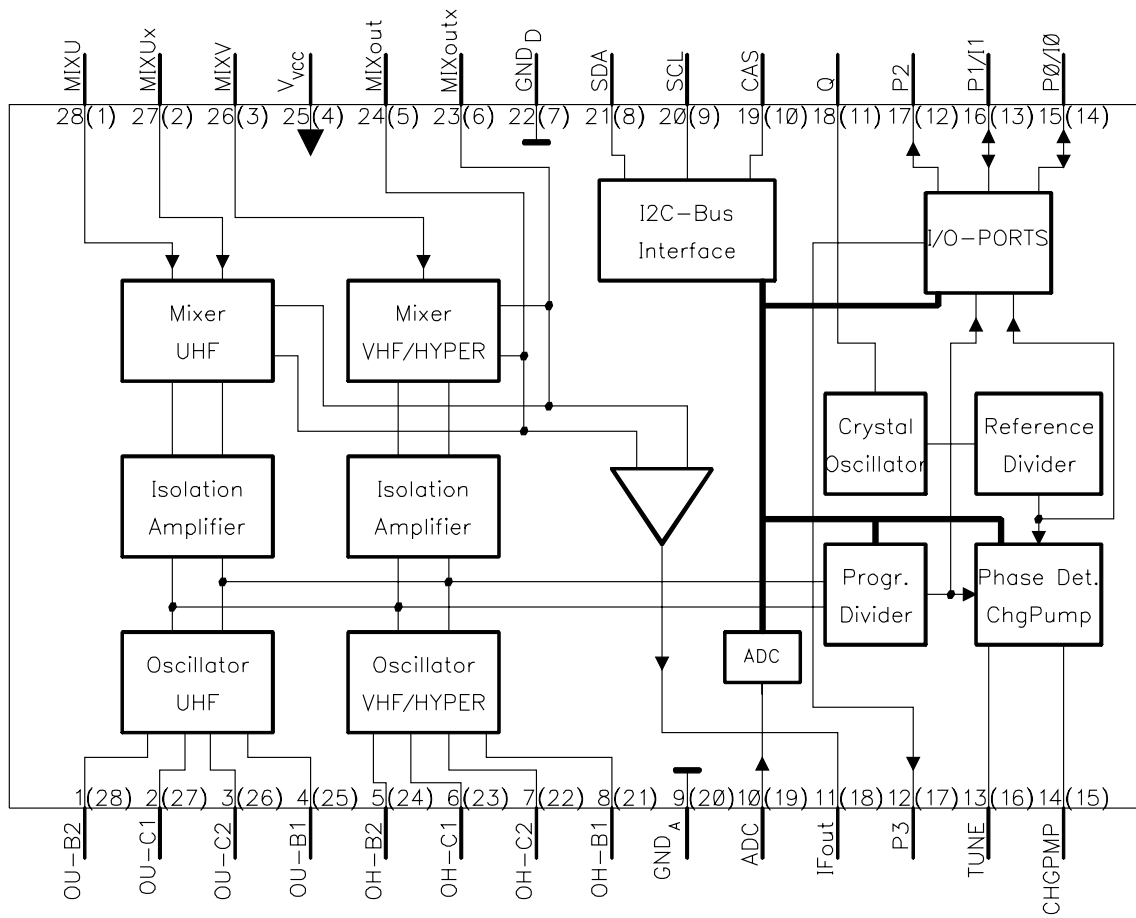 MIXU
MIXUx
MIXV
Vvcc
MIXout
MIXoutx
GND D
SDA
SCL
CAS
Q
P2
P1/I1
PØ/IØ
28(1)
27(2)
26(3)
25(4)
24(5)
23(6)
22(7)
21(8)
20(9)
19(10)
18(11)
17(12)
16(13)
15(14)
I2C-Bus
Interface
I/O-PORTS
Mixer
UHF
Mixer
VHF/HYPER
Crystal
Oscillator
Reference
Divider
Isolation
Amplifier
Isolation
Amplifier
Progr.
Divider
Phase Det.
ChgPump
Oscillator
UHF
Oscillator
VHF/HYPER
ADC
1(28)
2(27)
3(26)
4(25)
5(24)
6(23)
7(22)
8(21)
9(20)
10(19)
11(18)
12(17)
13(16)
14(15)
OU-B2
OU-C1
OU-C2
OU-B1
OH-B2
OH-C1
OH-C2
OH-B1
GND A
ADC
IFout
P3
TUNE
CHGPMP